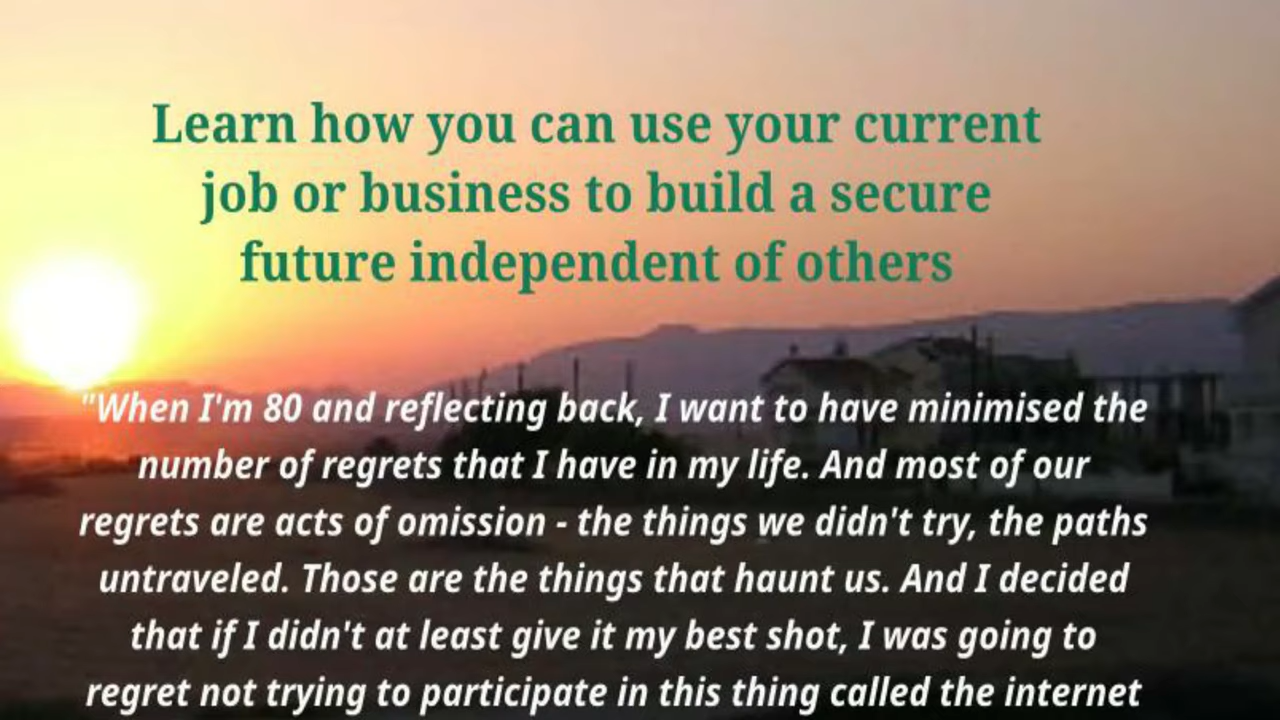 Learn how you can use your current
job or business to build a secure
future independent of others
"When I'm 80 and reflecting back, I want to have minimised the
number of regrets that I have in my life. And most of our
regrets are acts of omission - the things we didn't try, the paths
untraveled. Those are the things that haunt us. And I decided
that if I didn't at least give it my best shot, I was going to
regret not trying to participate in this thing called the internet